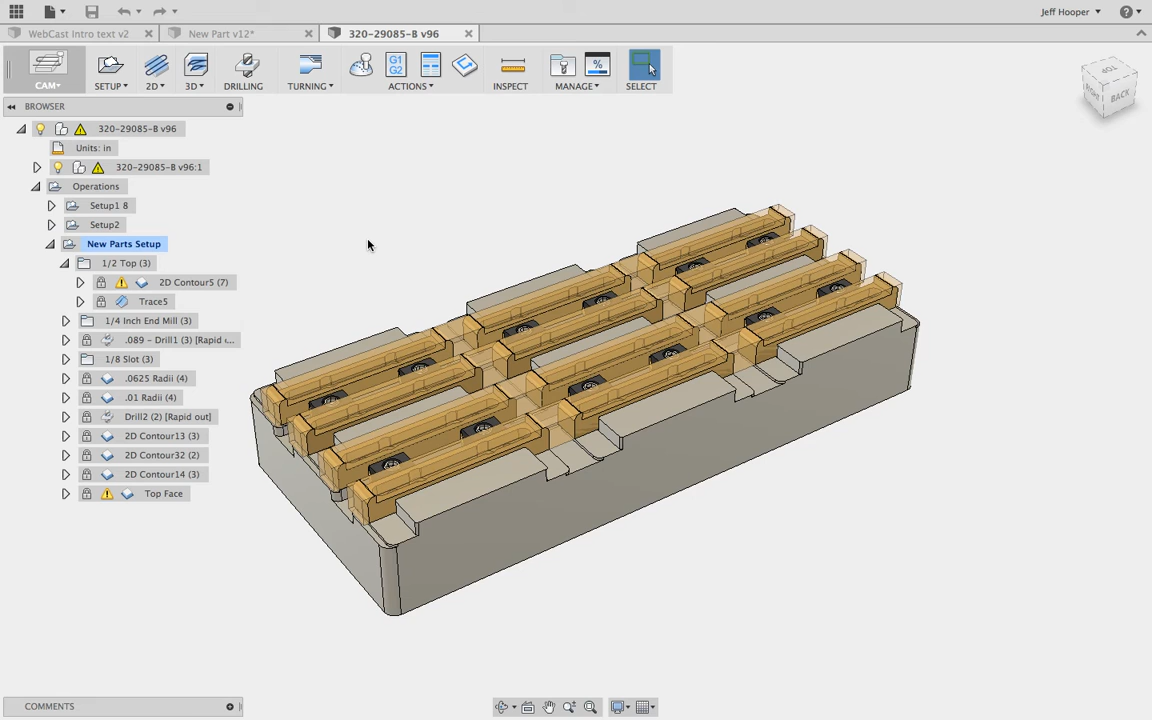 Jeff Hooper
WebCast Intro text v2
New Part v12*
320-29085-B v96
G1
G2
CAM
SETUP
2D
3D
DRILLING
TURNING
ACTIONS
INSPECT
MANAGE
SELECT
BROWSER
320-29085-B v96
Units: in
320-29085-B v96:1
Operations
Setup1 8
Setup2
New Parts Setup
1/2 Top (3)
2D Contour5 (7)
Trace5
1/4 Inch End Mill (3)
.089 - Drill1 (3) [Rapid
1/8 Slot (3)
.0625 Radii (4)
.01 Radii (4)
Drill2 (2) [Rapid out]
2D Contour13 (3)
2D Contour32 (2)
2D Contour14 (3)
Top Face
TOP
RIGHT
BACK
COMMENTS